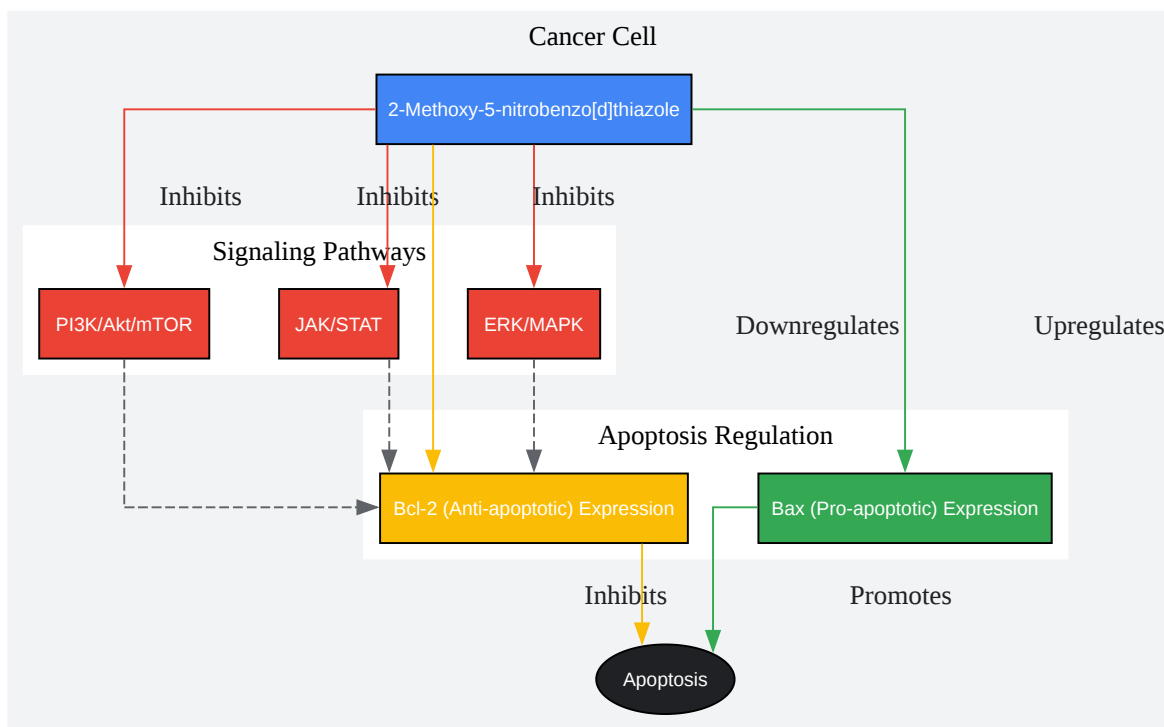 Cancer Cell
2-Methoxy-5-nitrobenzo[d]thiazole
Inhibits
Inhibits
Inhibits
Signaling Pathways
PI3K/Akt/mTOR
JAK/STAT
ERK/MAPK
Downregulates
Upregulates
Apoptosis Regulation
Bcl-2 (Anti-apoptotic) Expression
Bax (Pro-apoptotic) Expression
Inhibits
Promotes
Apoptosis